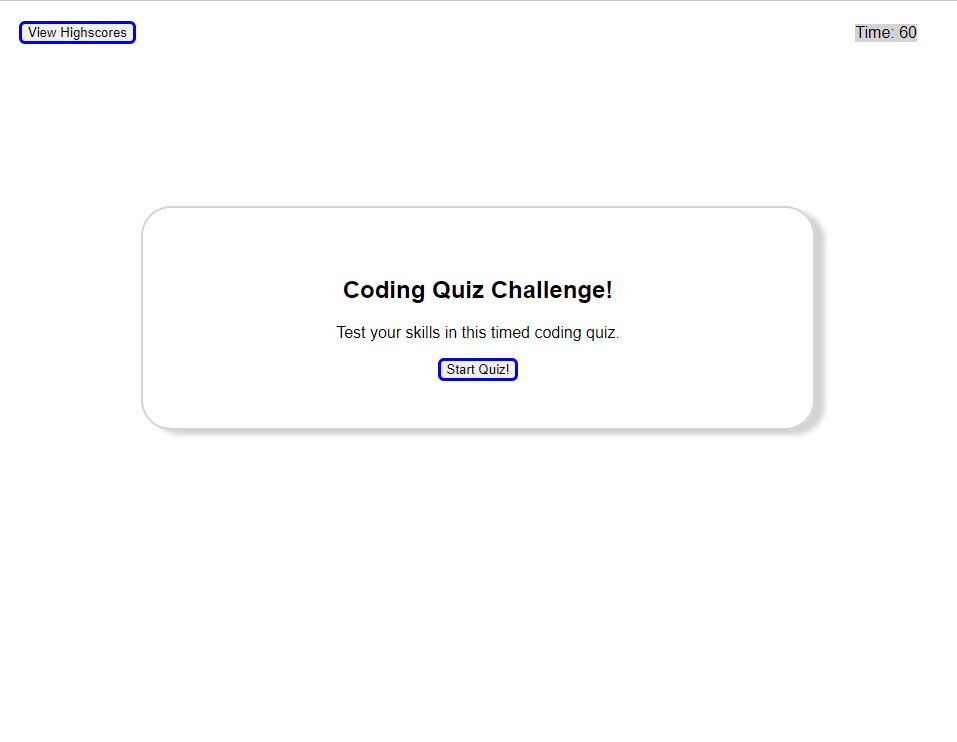 View Highscores
Time: 60
Coding Quiz Challenge!
Test your skills in this timed coding quiz.
Start Quiz!